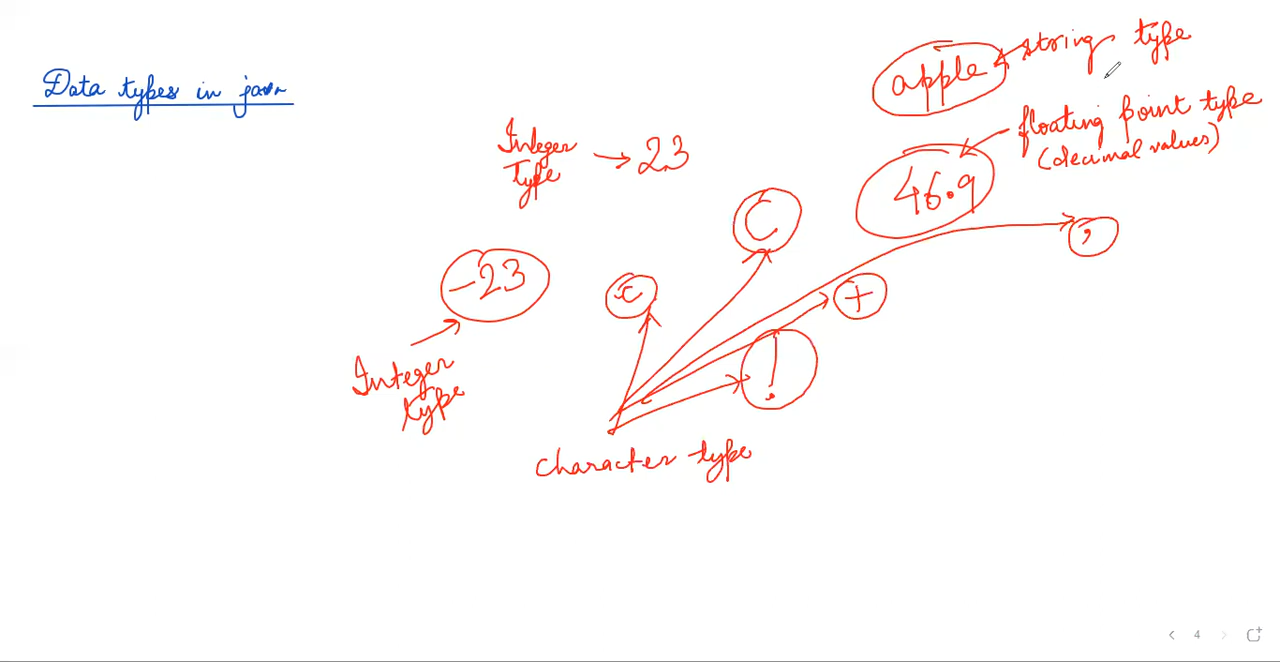 Data types in java
apple
string type
floating point type
(decimal values)
46.9
Integer
type
23
C
,
-23
c
+
!
Integer
type
character type
4